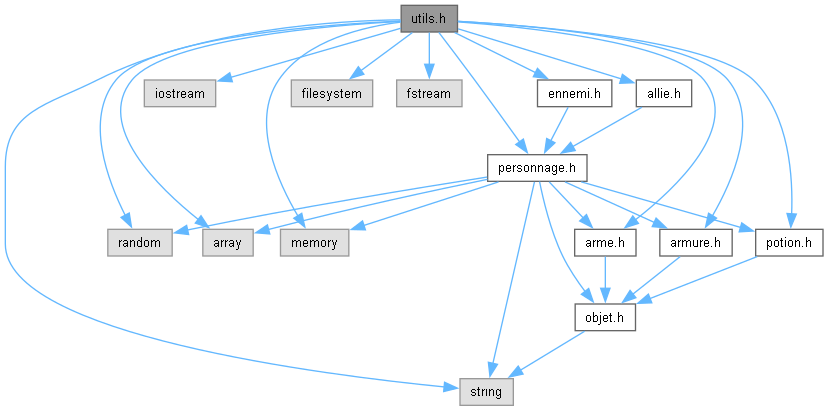 utils.h
iostream
filesystem
fstream
ennemi.h
allie.h
personnage.h
random
array
memory
arme.h
armure.h
potion.h
objet.h
string